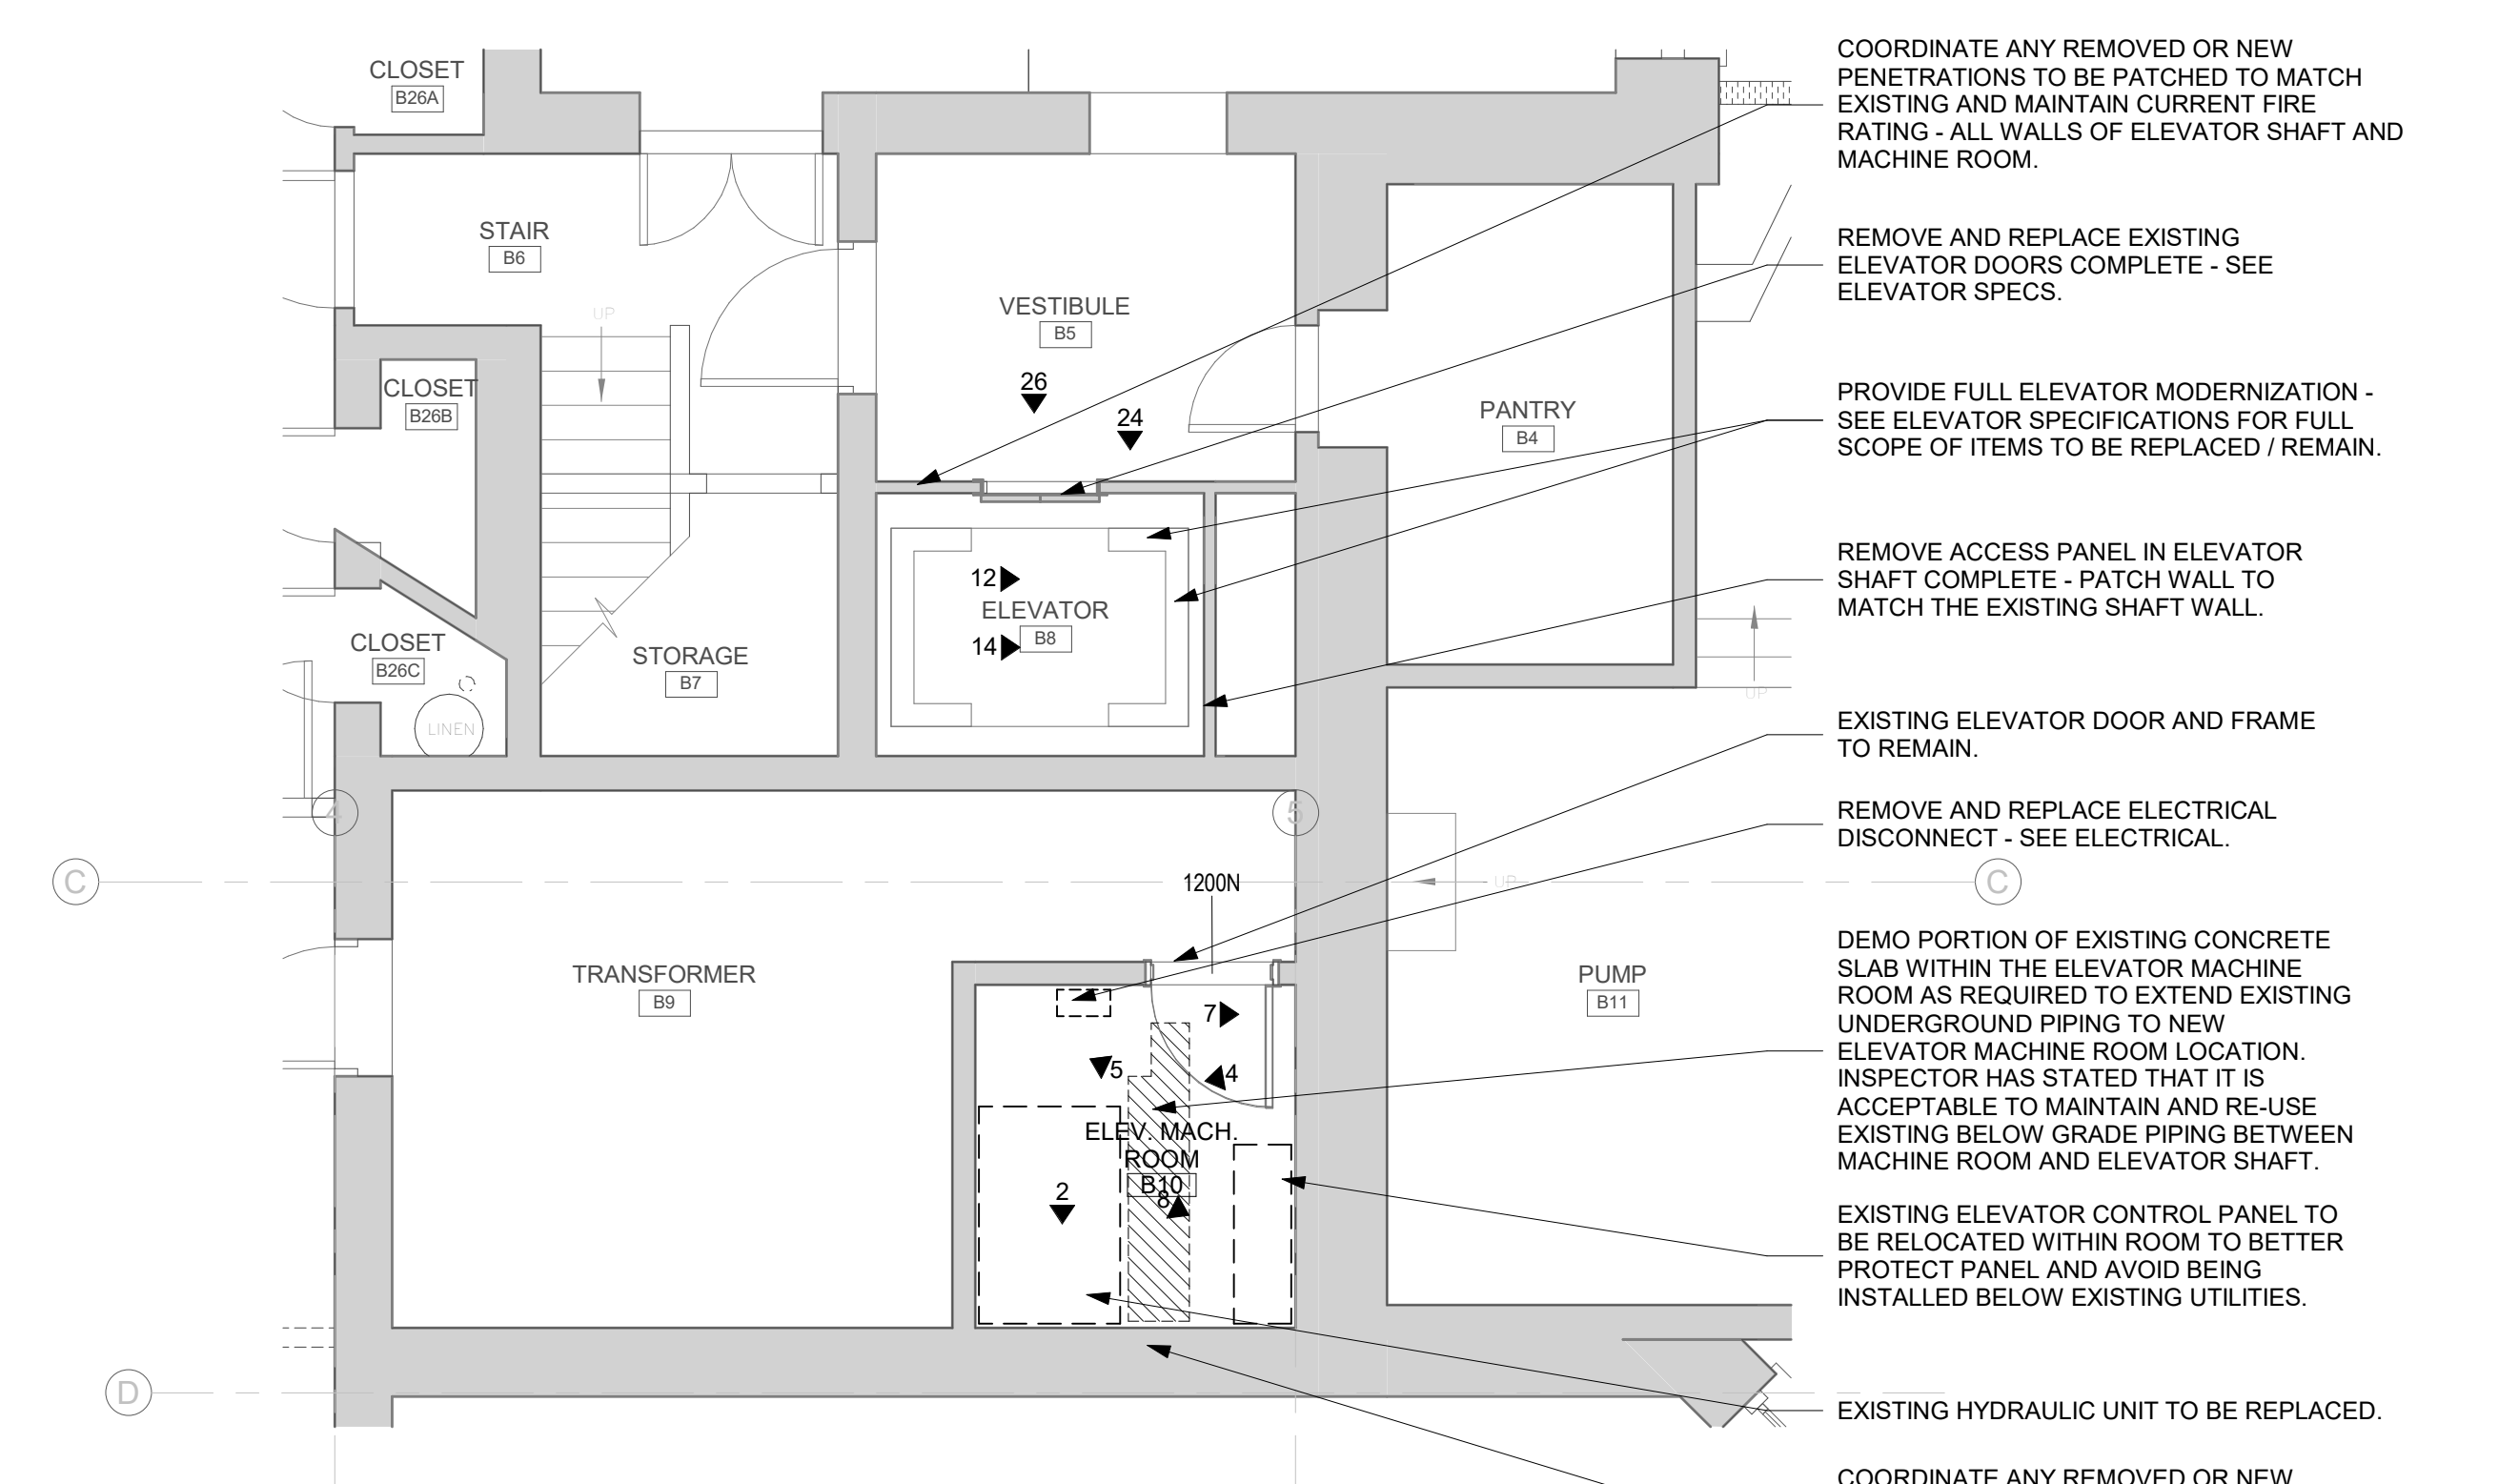 CLOSET
B26A
STAIR
B6
UP
VESTIBULE
B5
26
24
CLOSET
B26B
PANTRY
B4
12
ELEVATOR
B8
14
CLOSET
B26C
LINEN
STORAGE
B7
UP
4
5
C
1200N
UP
C
TRANSFORMER
B9
PUMP
B11
7
5
4
ELEV. MACH.
ROOM
B10
2
8
D
COORDINATE ANY REMOVED OR NEW
PENETRATIONS TO BE PATCHED TO MATCH
EXISTING AND MAINTAIN CURRENT FIRE
RATING - ALL WALLS OF ELEVATOR SHAFT AND
MACHINE ROOM.
REMOVE AND REPLACE EXISTING
ELEVATOR DOORS COMPLETE - SEE
ELEVATOR SPECS.
PROVIDE FULL ELEVATOR MODERNIZATION -
SEE ELEVATOR SPECIFICATIONS FOR FULL
SCOPE OF ITEMS TO BE REPLACED / REMAIN.
REMOVE ACCESS PANEL IN ELEVATOR
SHAFT COMPLETE - PATCH WALL TO
MATCH THE EXISTING SHAFT WALL.
EXISTING ELEVATOR DOOR AND FRAME
TO REMAIN.
REMOVE AND REPLACE ELECTRICAL
DISCONNECT - SEE ELECTRICAL.
DEMO PORTION OF EXISTING CONCRETE
SLAB WITHIN THE ELEVATOR MACHINE
ROOM AS REQUIRED TO EXTEND EXISTING
UNDERGROUND PIPING TO NEW
ELEVATOR MACHINE ROOM LOCATION.
INSPECTOR HAS STATED THAT IT IS
ACCEPTABLE TO MAINTAIN AND RE-USE
EXISTING BELOW GRADE PIPING BETWEEN
MACHINE ROOM AND ELEVATOR SHAFT.
EXISTING ELEVATOR CONTROL PANEL TO
BE RELOCATED WITHIN ROOM TO BETTER
PROTECT PANEL AND AVOID BEING
INSTALLED BELOW EXISTING UTILITIES.
EXISTING HYDRAULIC UNIT TO BE REPLACED.
COORDINATE ANY REMOVED OR NEW